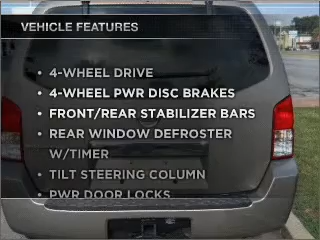 VEHICLE FEATURES
• 4-WHEEL DRIVE
• 4-WHEEL PWR DISC BRAKES
• FRONT/REAR STABILIZER BARS
• REAR WINDOW DEFROSTER
W/TIMER
• TILT STEERING COLUMN
• PWR DOOR LOCKS